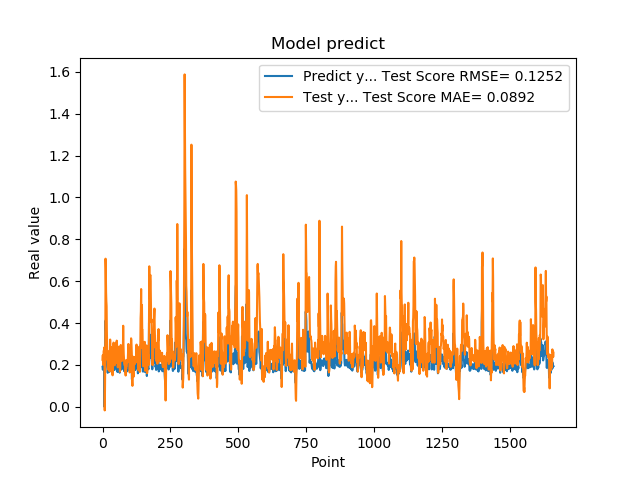 Model predict
Predict y... Test Score RMSE= 0.1252
Test y... Test Score MAE= 0.0892
1.6
1.4
1.2
1.0
0.8
0.6
0.4
0.2
0.0
Real value
0 250 500 750 1000 1250 1500
Point